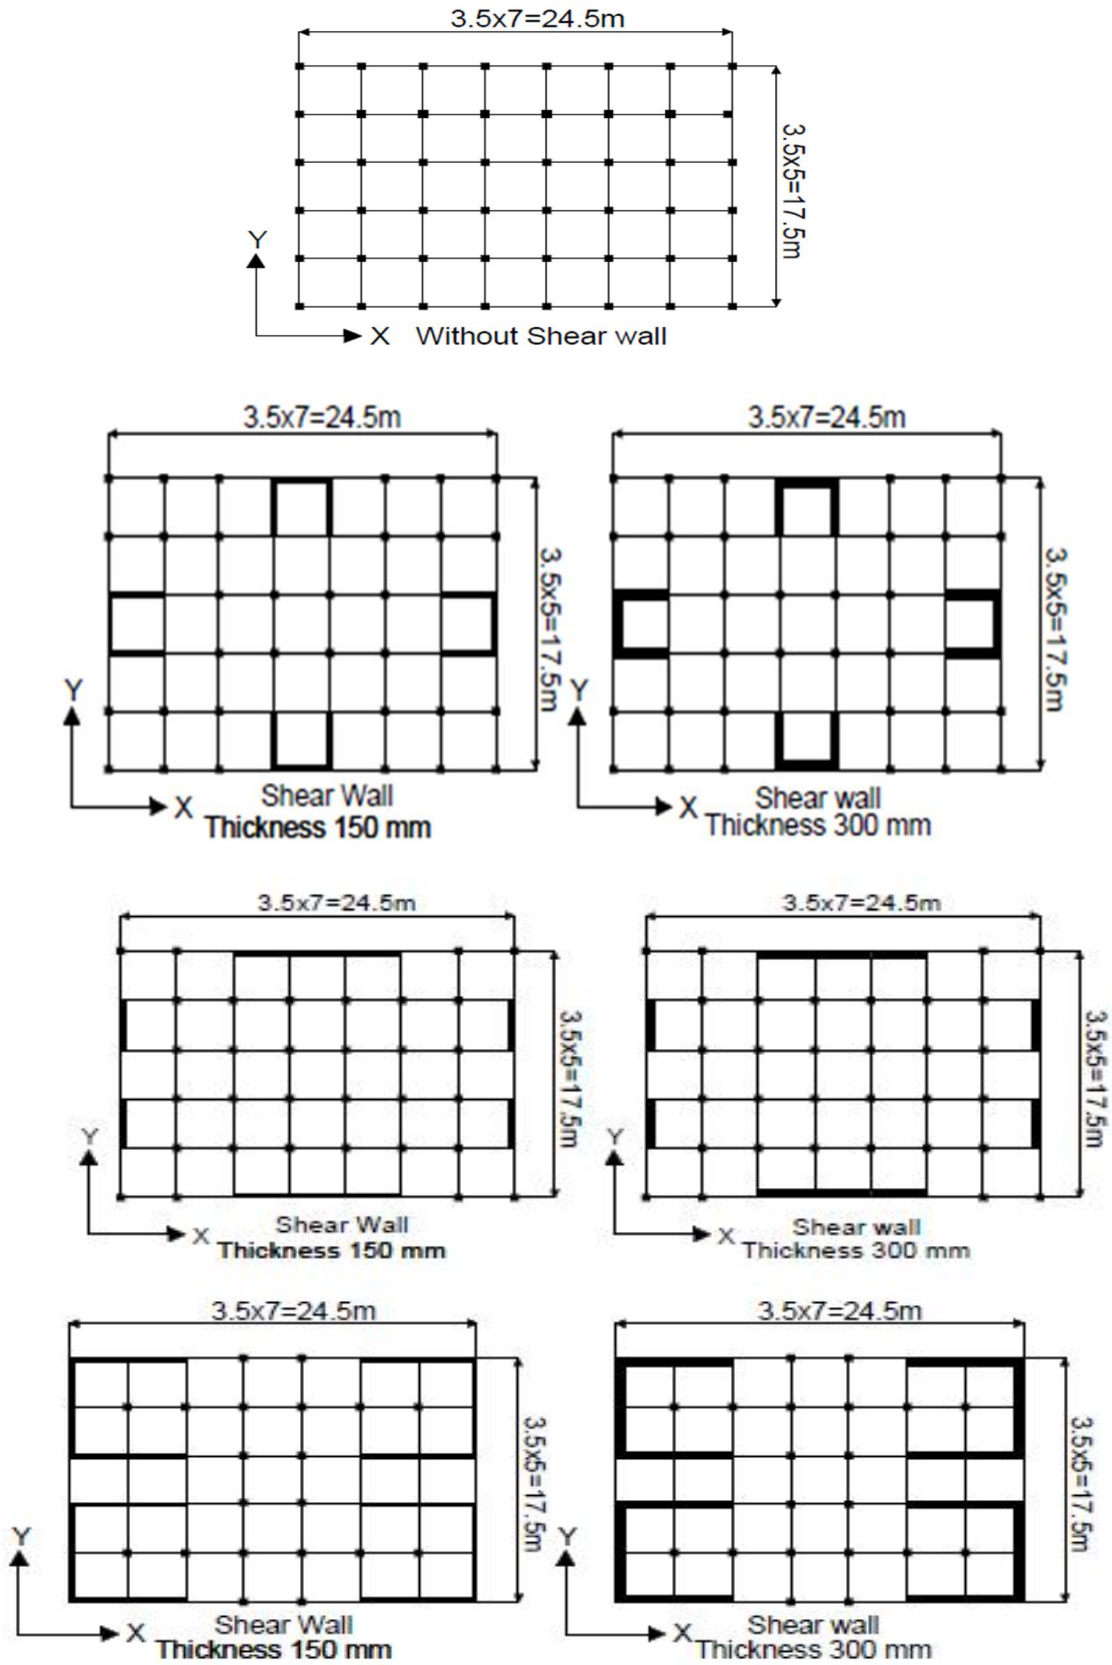 3.5x7=24.5m
3.5x5=17.5m
Y
X Without Shear wall
3.5x7=24.5m
3.5x7=24.5m
3.5x5=17.5m
3.5x5=17.5m
Y
Y
X
X
Shear Wall
Thickness 150 mm
Shear wall
Thickness 300 mm
3.5x7=24.5m
3.5x7=24.5m
3.5x5=17.5m
3.5x5=17.5m
Y
Y
X
X
Shear Wall
Thickness 150 mm
Shear wall
Thickness 300 mm
3.5x7=24.5m
3.5x7=24.5m
3.5x5=17.5m
3.5x5=17.5m
Y
Y
X
X
Shear Wall
Thickness 150 mm
Shear wall
Thickness 300 mm